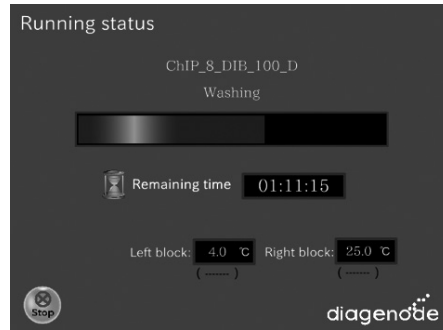 Running status
ChIP_8_DIB_100_D
Washing
Remaining time 01:11:15
Left block: 4.0 ℃ Right block: 25.0 ℃
( ------- ) ( ------- )
Stop
diagenode